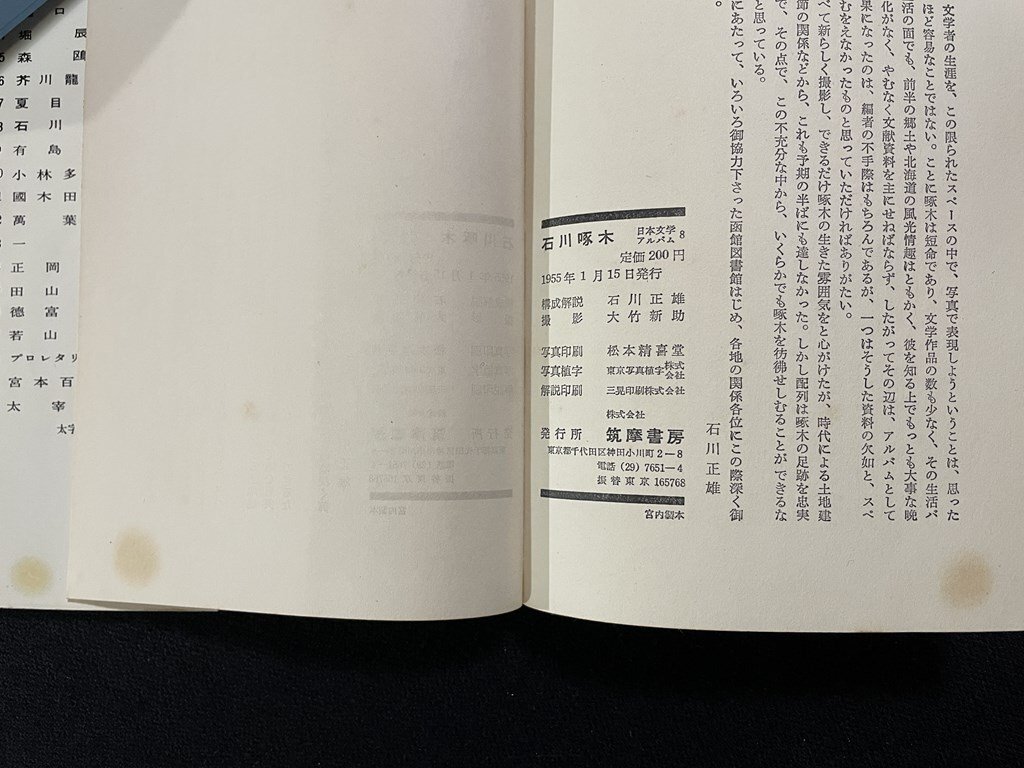 文学者の生涯を、この限られたスペースの中で、写真で表現しようということは、思った
ほど容易なことではない。ことに啄木は短命であり、文学作品の数も少なく、その生活バ
活の面でも、前半の郷土や北海道の風光情趣はともかく、彼を知る上でもっとも大事な晩
化がなく、やむなく文献資料を主にせねばならず、したがってその辺は、アルバムとして
果になったのは、編者の不手際はもちろんであるが、一つはそうした資料の欠如と、スペ
むをえなかったものと思っていただければありがたい。
べて新らしく撮影し、できるだけ啄木の生きた雰囲気をと心がけたが、時代による土地建
節の関係などから、これも予期の半ばにも達しなかった。しかし配列は啄木の足跡を忠実
で、その点で、この不充分な中から、いくらかでも啄木を彷彿せしむることができるな
と思っている。
にあたって、いろいろ御協力下さった函館図書館はじめ、各地の関係各位にこの際深く御
。
石川正雄
石川啄木 日本文学アルバム 8
定価 200 円
1955年1月15日発行
構成解説 石川正雄
撮影 大竹新助
写真印刷 松本精喜堂
写真植字 東京写真植字株式会社
解説印刷 三晃印刷株式会社
株式会社
発行所 筑摩書房
東京都千代田区神田小川町2−8
電話 (29) 7651−4
振替東京 165768
宮内製本
ロ
堀 辰
森 鷗
6 芥川龍
7 夏目
石川
有島
小林多
國木田
萬葉
一
正岡
田山
徳富
若山
プロレタリ
宮本百
太宰
太字